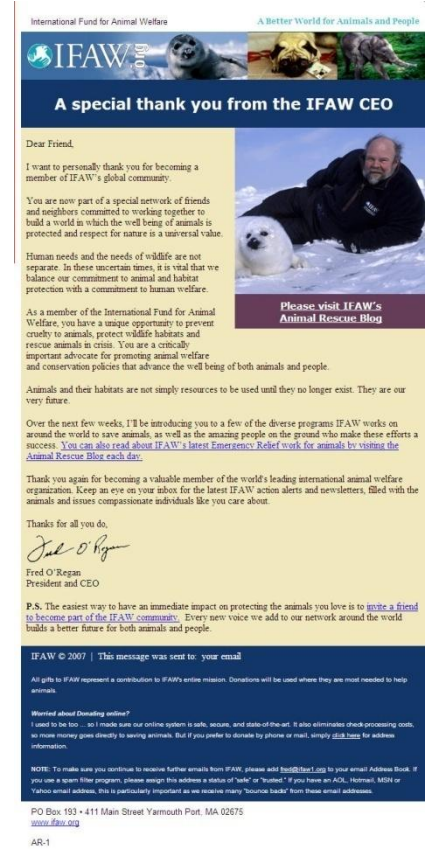 International Fund for Animal Welfare
A Better World for Animals and People
IFAW.org
A special thank you from the IFAW CEO
Dear Friend,
I want to personally thank you for becoming a
member of IFAW's global community.
You are now part of a special network of friends
and neighbors committed to working together to
build a world in which the well being of animals is
protected and respect for nature is a universal value.
Human needs and the needs of wildlife are not
separate. In these uncertain times, it is vital that we
balance our commitment to animal and habitat
protection with a commitment to human welfare.
As a member of the International Fund for Animal
Welfare, you have a unique opportunity to prevent
cruelty to animals, protect wildlife habitats and
rescue animals in crisis. You are a critically
important advocate for promoting animal welfare
and conservation policies that advance the well being of both animals and people.
Please visit IFAW's
Animal Rescue Blog
Animals and their habitats are not simply resources to be used until they no longer exist. They are our
very future.
Over the next few weeks, I'll be introducing you to a few of the diverse programs IFAW works on
around the world to save animals, as well as the amazing people on the ground who make these efforts a
success. You can also read about IFAW's latest Emergency Relief work for animals by visiting the
Animal Rescue Blog each day.
Thank you again for becoming a valuable member of the world's leading international animal welfare
organization. Keep an eye on your inbox for the latest IFAW action alerts and newsletters, filled with the
animals and issues compassionate individuals like you care about.
Thanks for all you do,
Fred O'Regan
Fred O'Regan
President and CEO
P.S. The easiest way to have an immediate impact on protecting the animals you love is to invite a friend
to become part of the IFAW community. Every new voice we add to our network around the world
builds a better future for both animals and people.
IFAW © 2007 | This message was sent to: your email
All gifts to IFAW represent a contribution to IFAW's entire mission. Donations will be used where they are most needed to help
animals.
Worried about Donating online?
I used to be too ... so I made sure our online system is safe, secure, and state-of-the-art. It also eliminates check-processing costs,
so more money goes directly to saving animals. But if you prefer to donate by phone or mail, simply click here for address
information.
NOTE: To make sure you continue to receive further emails from IFAW, please add fred@ifaw1.org to your email Address Book. If
you use a spam filter program, please assign this address a status of "safe" or "trusted." If you have an AOL, Hotmail, MSN or
Yahoo email address, this is particularly important as we receive many "bounce backs" from these email addresses.
PO Box 193 • 411 Main Street Yarmouth Port, MA 02675
www.ifaw.org
AR-1